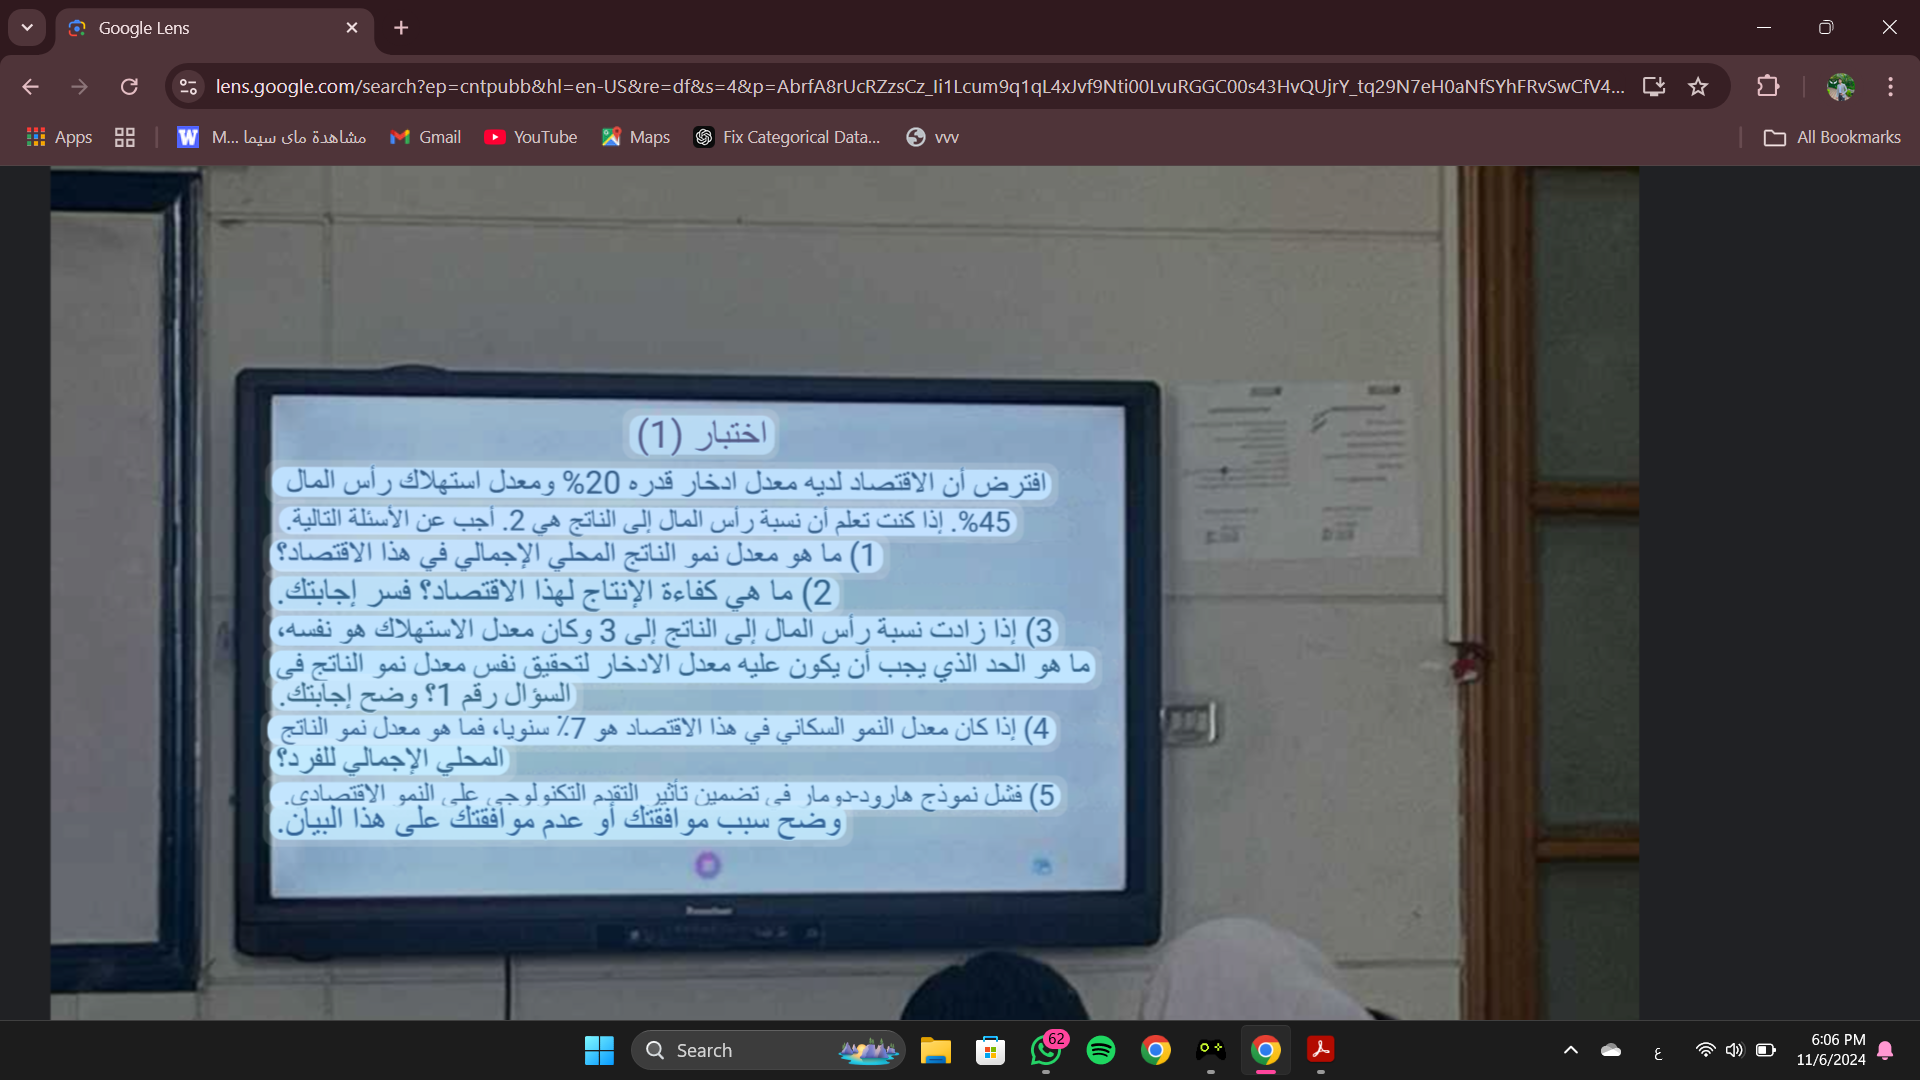 Google Lens
lens.google.com/search?ep=cntpubb&hl=en-US&re=df&s=4&p=AbrfA8rUcRZzsCz_Ii1Lcum9q1qL4xJvf9Nti00LvuRGGC00s43HvQUjrY_tq29N7eH0aNfSYhFRvSwCfV4...
Apps
M... مشاهدة ماى سيما
Gmail
YouTube
Maps
Fix Categorical Data...
vvv
All Bookmarks
اختبار (1)
افترض أن الاقتصاد لديه معدل ادخار قدره 20% ومعدل استهلاك رأس المال
45%. إذا كنت تعلم أن نسبة رأس المال إلى الناتج هي 2. أجب عن الأسئلة التالية.
1) ما هو معدل نمو الناتج المحلي الإجمالي في هذا الاقتصاد؟
2) ما هي كفاءة الإنتاج لهذا الاقتصاد؟ فسر إجابتك.
3) إذا زادت نسبة رأس المال إلى الناتج إلى 3 وكان معدل الاستهلاك هو نفسه،
ما هو الحد الذي يجب أن يكون عليه معدل الادخار لتحقيق نفس معدل نمو الناتج في
السؤال رقم 1؟ وضح إجابتك.
4) إذا كان معدل النمو السكاني في هذا الاقتصاد هو 7٪ سنويا، فما هو معدل نمو الناتج
المحلي الإجمالي للفرد؟
5) فشل نموذج هارود-دومار في تضمين تأثير التقدم التكنولوجي على النمو الاقتصادي.
وضح سبب موافقتك أو عدم موافقتك على هذا البيان.
Search
62
ع
6:06 PM
11/6/2024